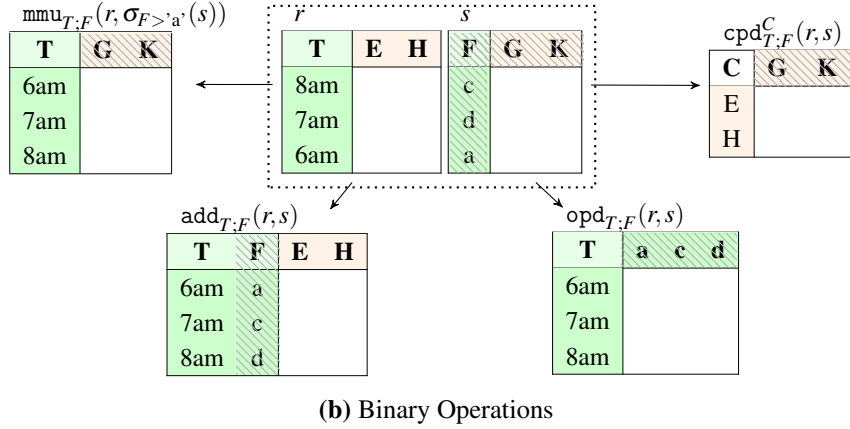 mmu_{T;F}(r, σ_{F>'a'}(s))
T G K
6am
7am
8am
r s
T E H F G K
8am c
7am d
6am a
cpd^C_{T;F}(r, s)
C G K
E
H
add_{T;F}(r, s)
T F E H
6am a
7am c
8am d
opd_{T;F}(r, s)
T a c d
6am
7am
8am
(b) Binary Operations